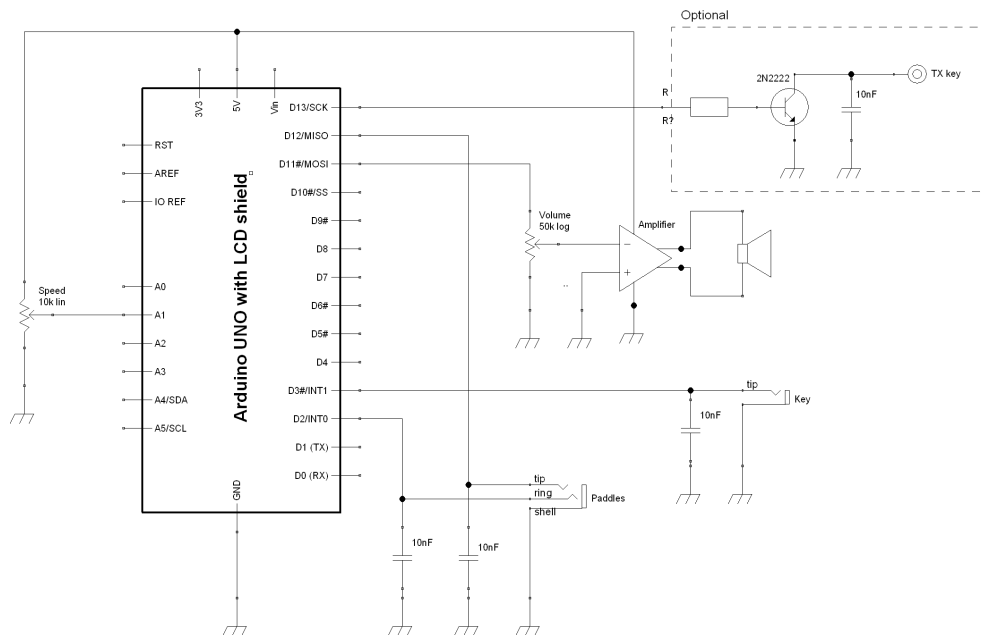 Optional
2N2222
TX key
10nF
R
R?
3V3
5V
Vin
D13/SCK
D12/MISO
D11#/MOSI
D10#/SS
D9#
D8
D7
D6#
D5#
D4
D3#/INT1
D2/INT0
D1 (TX)
D0 (RX)
RST
AREF
IO REF
A0
A1
A2
A3
A4/SDA
A5/SCL
GND
Arduino UNO with LCD shield
Speed
10k lin
Volume
50k log
Amplifier
−
+
..
tip
Key
10nF
tip
ring
shell
Paddles
10nF
10nF